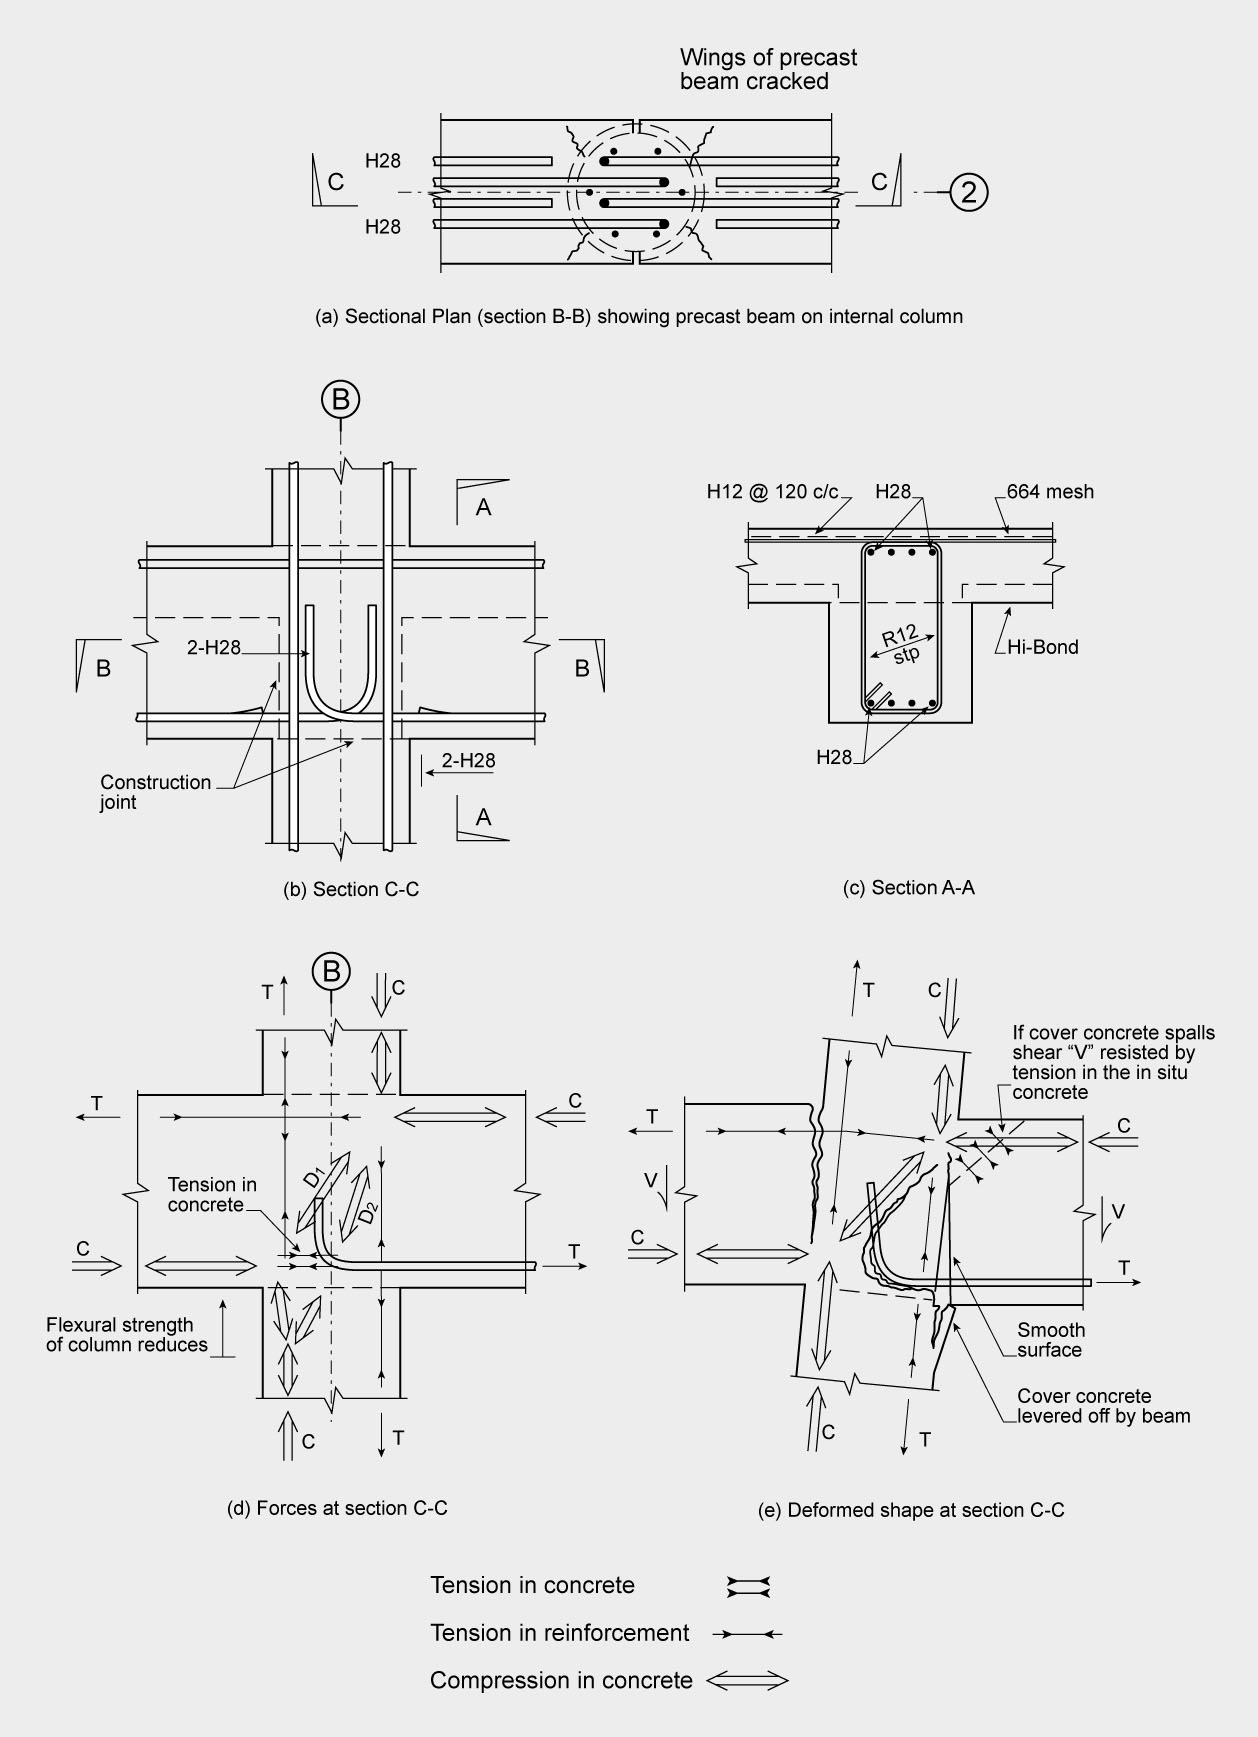 Wings of precast
beam cracked
H28
C
C
2
H28
(a) Sectional Plan (section B-B) showing precast beam on internal column
B
A
2-H28
B
B
2-H28
Construction
joint
A
(b) Section C-C
H12 @ 120 c/c
H28
664 mesh
R12
stp
Hi-Bond
H28
(c) Section A-A
B
T
C
T
C
D1
Tension in
concrete
D2
C
T
Flexural strength
of column reduces
C
T
(d) Forces at section C-C
T
C
If cover concrete spalls
shear “V” resisted by
tension in the in situ
concrete
T
C
V
V
C
T
Smooth
surface
Cover concrete
levered off by beam
C
T
(e) Deformed shape at section C-C
Tension in concrete
Tension in reinforcement
Compression in concrete